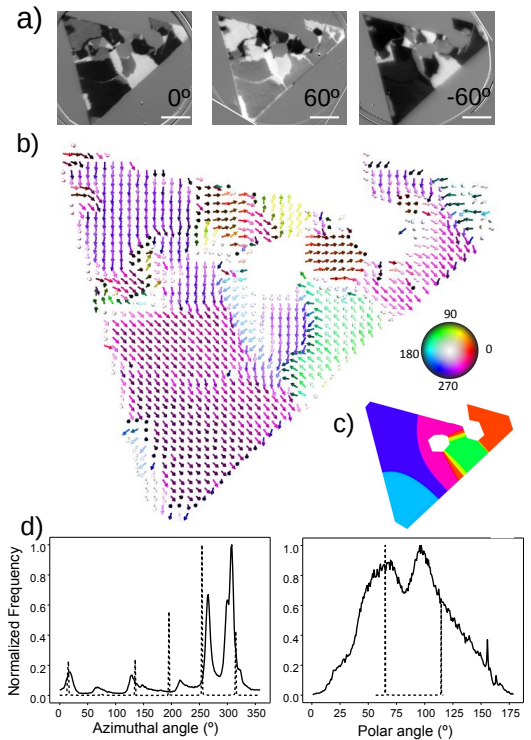 a)
0º
60º
-60º
b)
90
180
0
270
c)
d)
Normalized Frequency
1.0
0.8
0.6
0.4
0.2
0.0
0 50 100 150 200 250 300 350
Azimuthal angle (º)
1.0
0.8
0.6
0.4
0.2
0.0
0 25 50 75 100 125 150 175
Polar angle (º)